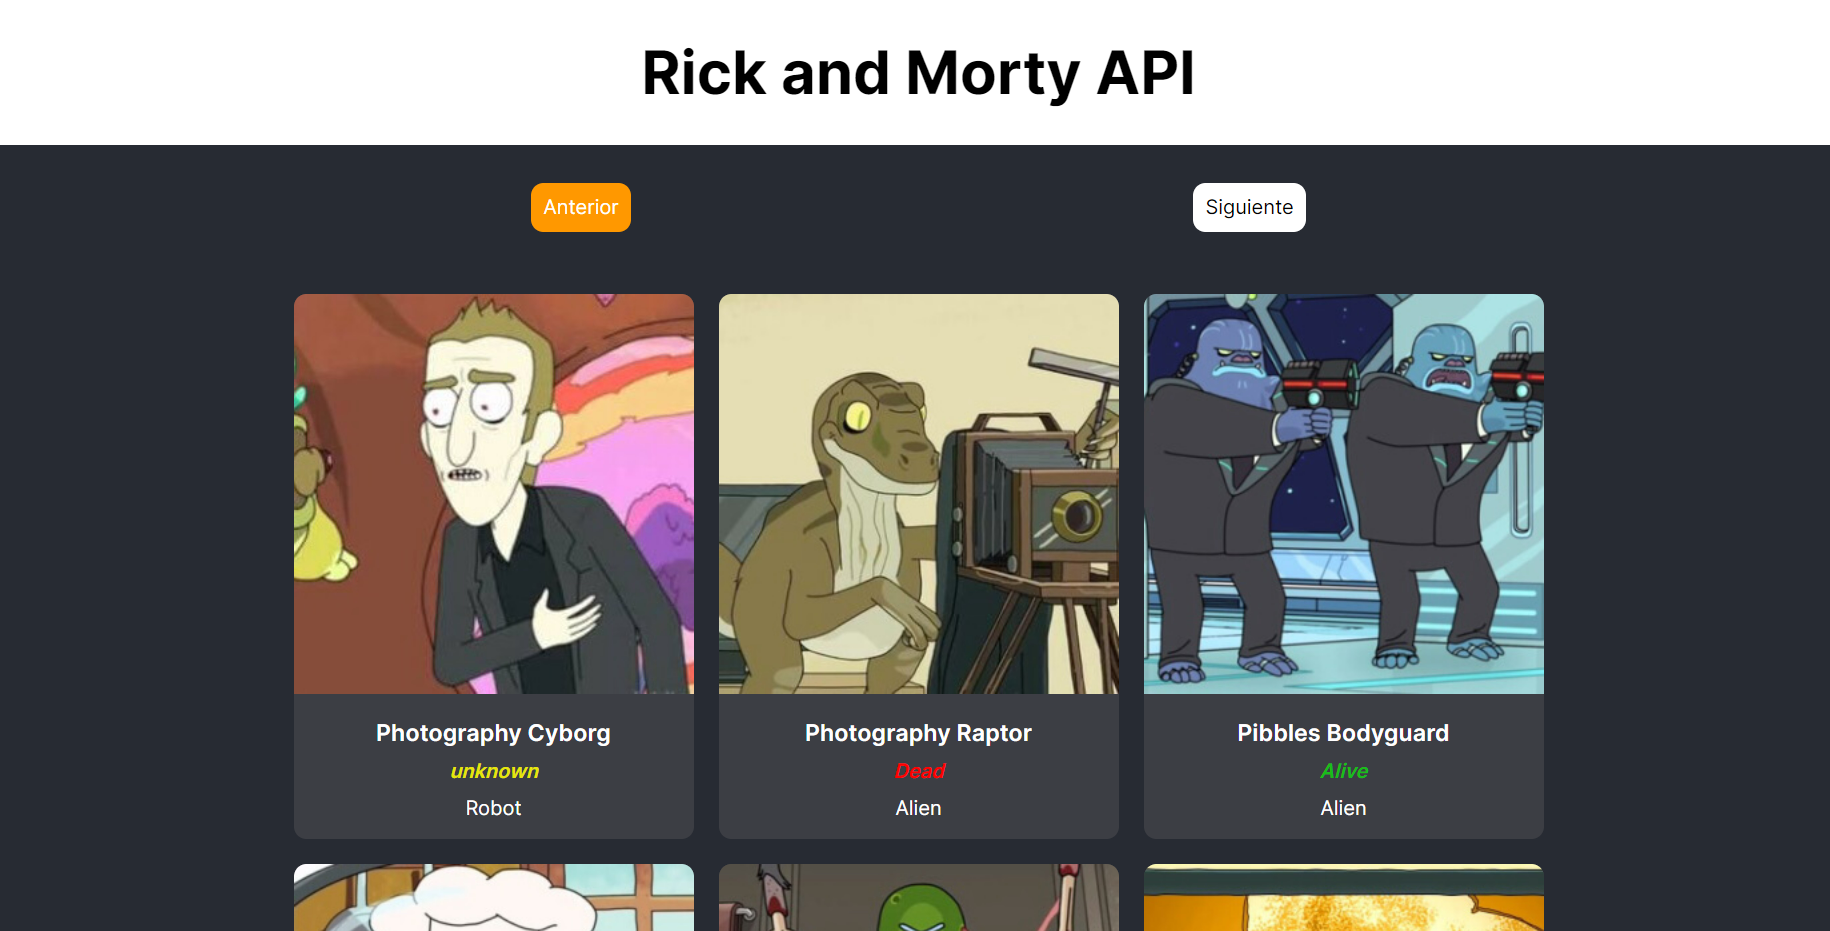 Rick and Morty API
Anterior
Siguiente
Photography Cyborg
unknown
Robot
Photography Raptor
Dead
Alien
Pibbles Bodyguard
Alive
Alien